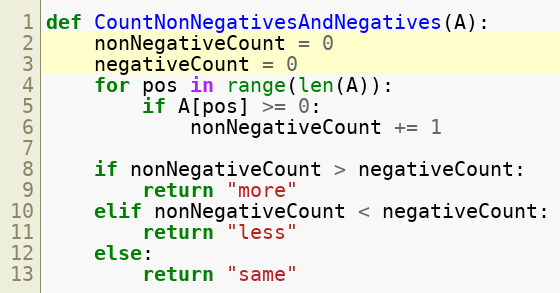 1 def CountNonNegativesAndNegatives(A):
2     nonNegativeCount = 0
3     negativeCount = 0
4     for pos in range(len(A)):
5         if A[pos] >= 0:
6             nonNegativeCount += 1
7
8     if nonNegativeCount > negativeCount:
9         return "more"
10     elif nonNegativeCount < negativeCount:
11         return "less"
12     else:
13         return "same"